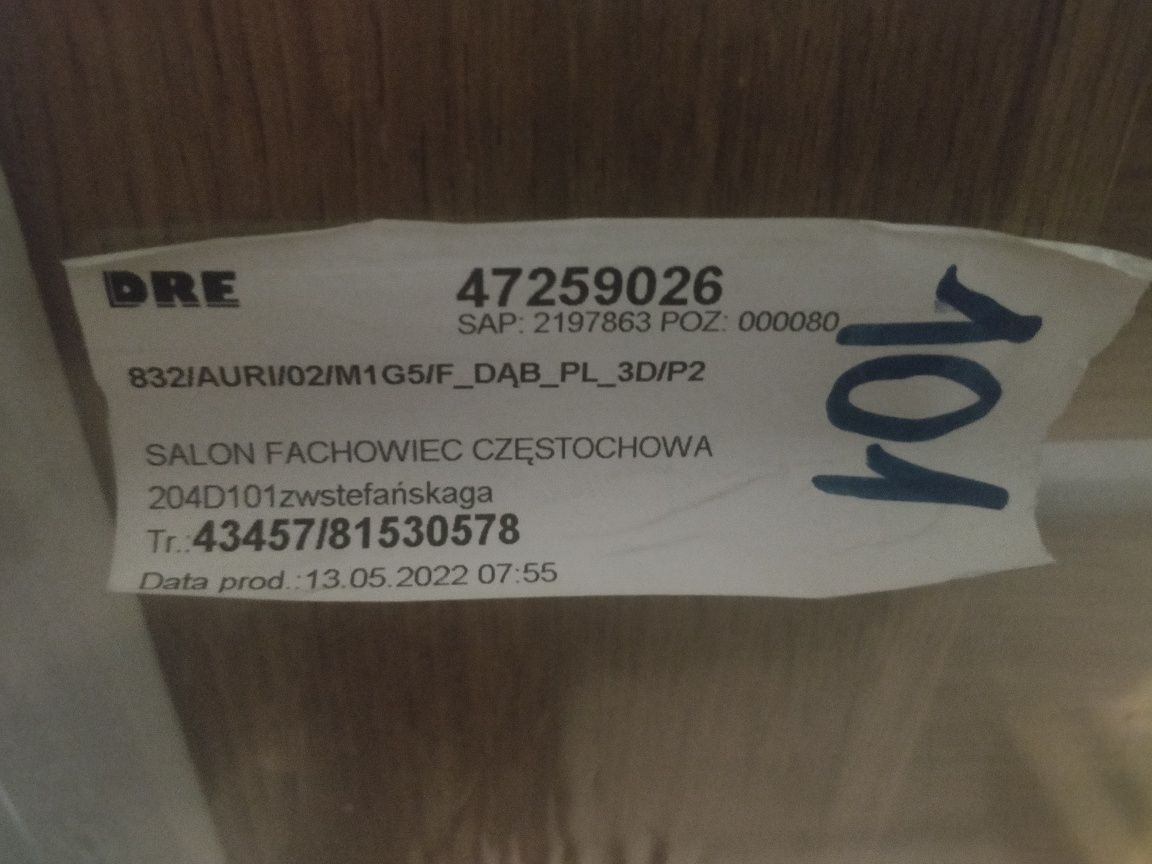 DRE
47259026
SAP: 2197863 POZ: 000080
832/AURI/02/M1G5/F_DĄB_PL_3D/P2
SALON FACHOWIEC CZĘSTOCHOWA
204D101zwstefańskaga
Tr.:43457/81530578
Data prod.:13.05.2022 07:55
101